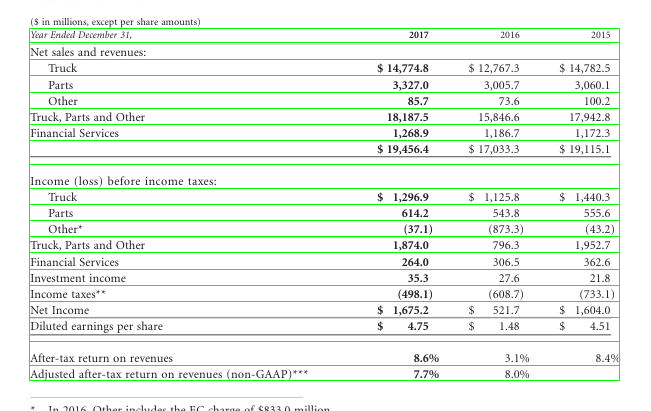 ($ in millions, except per share amounts)
Year Ended December 31, 2017 2016 2015
Net sales and revenues:
Truck $ 14,774.8 $ 12,767.3 $ 14,782.5
Parts 3,327.0 3,005.7 3,060.1
Other 85.7 73.6 100.2
Truck, Parts and Other 18,187.5 15,846.6 17,942.8
Financial Services 1,268.9 1,186.7 1,172.3
$ 19,456.4 $ 17,033.3 $ 19,115.1
Income (loss) before income taxes:
Truck $ 1,296.9 $ 1,125.8 $ 1,440.3
Parts 614.2 543.8 555.6
Other* (37.1) (873.3) (43.2)
Truck, Parts and Other 1,874.0 796.3 1,952.7
Financial Services 264.0 306.5 362.6
Investment income 35.3 27.6 21.8
Income taxes** (498.1) (608.7) (733.1)
Net Income $ 1,675.2 $ 521.7 $ 1,604.0
Diluted earnings per share $ 4.75 $ 1.48 $ 4.51
After-tax return on revenues 8.6% 3.1% 8.4%
Adjusted after-tax return on revenues (non-GAAP)*** 7.7% 8.0%
* In 2016, Other includes the EC charge of $833.0 million